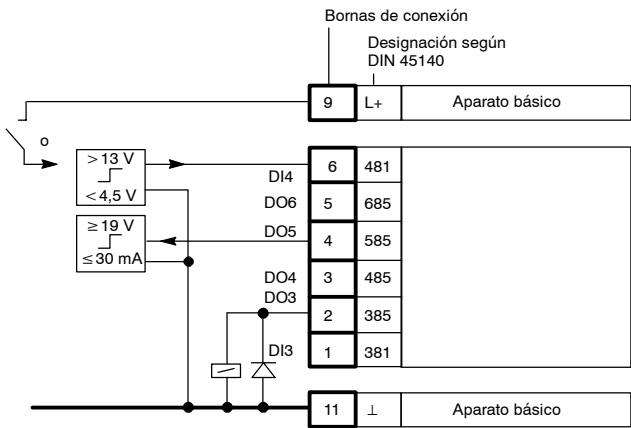 Bornas de conexión
Designación según
DIN 45140
9 L+ Aparato básico
o
>13 V
<4,5 V
DI4 6 481
DO6 5 685
≥19 V
≤30 mA
DO5 4 585
DO4 3 485
DO3 2 385
DI3 1 381
11 ⊥ Aparato básico